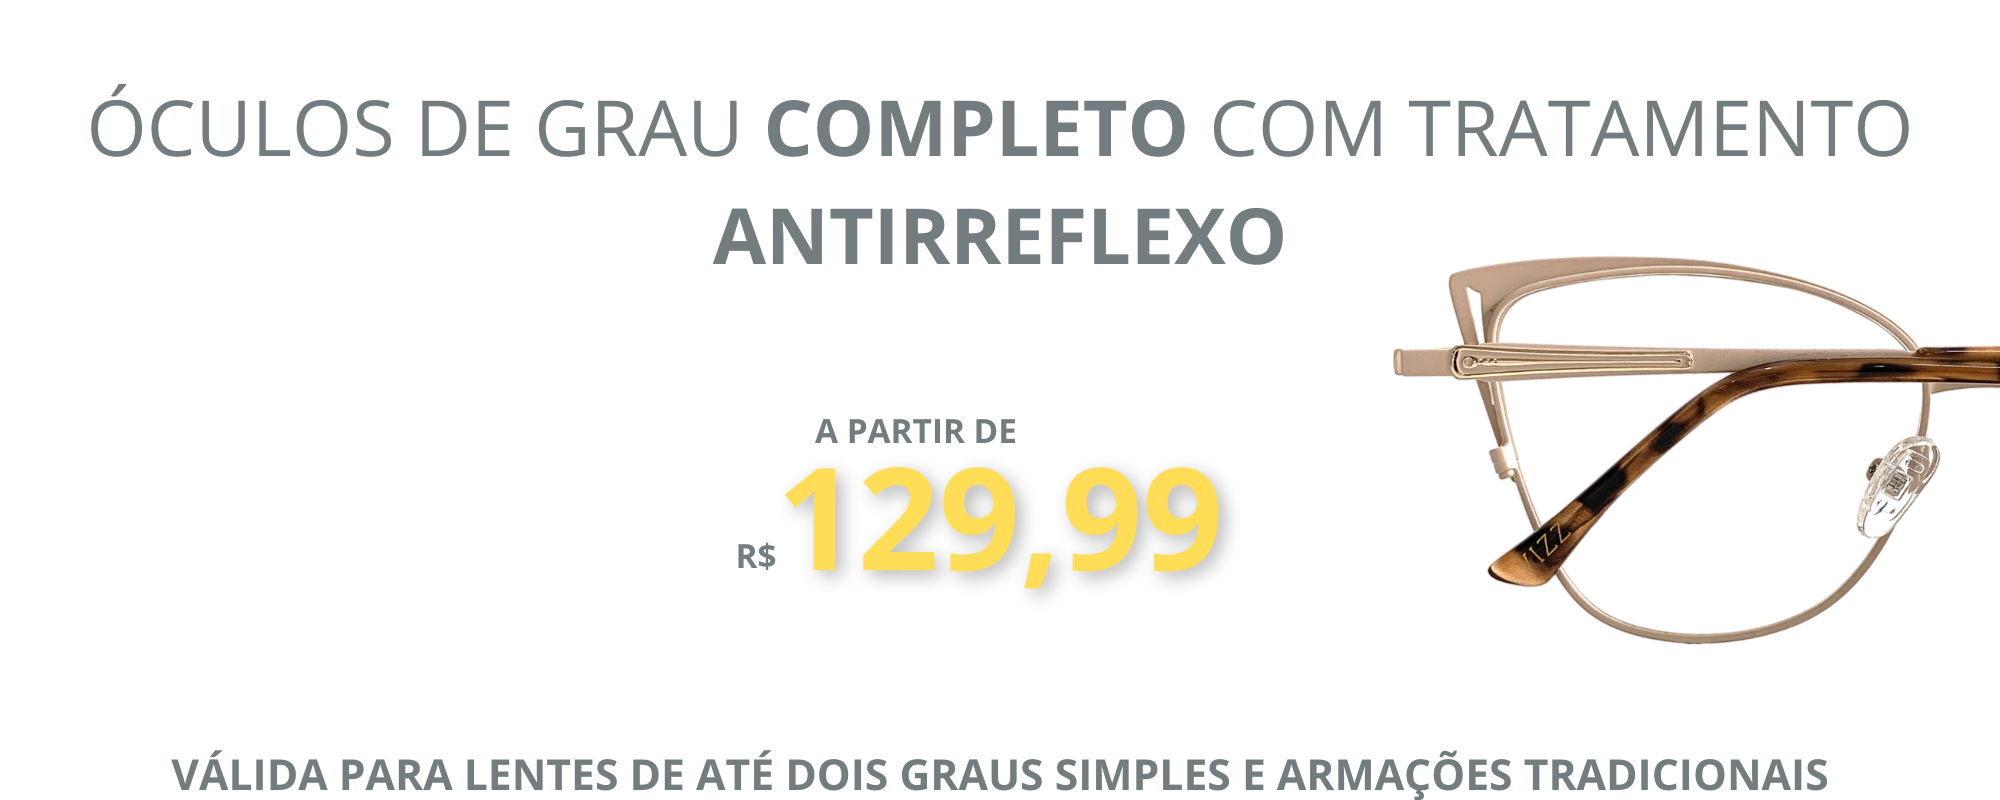 ÓCULOS DE GRAU COMPLETO COM TRATAMENTO
ANTIRREFLEXO
A PARTIR DE
R$ 129,99
VIZZ
VÁLIDA PARA LENTES DE ATÉ DOIS GRAUS SIMPLES E ARMAÇÕES TRADICIONAIS